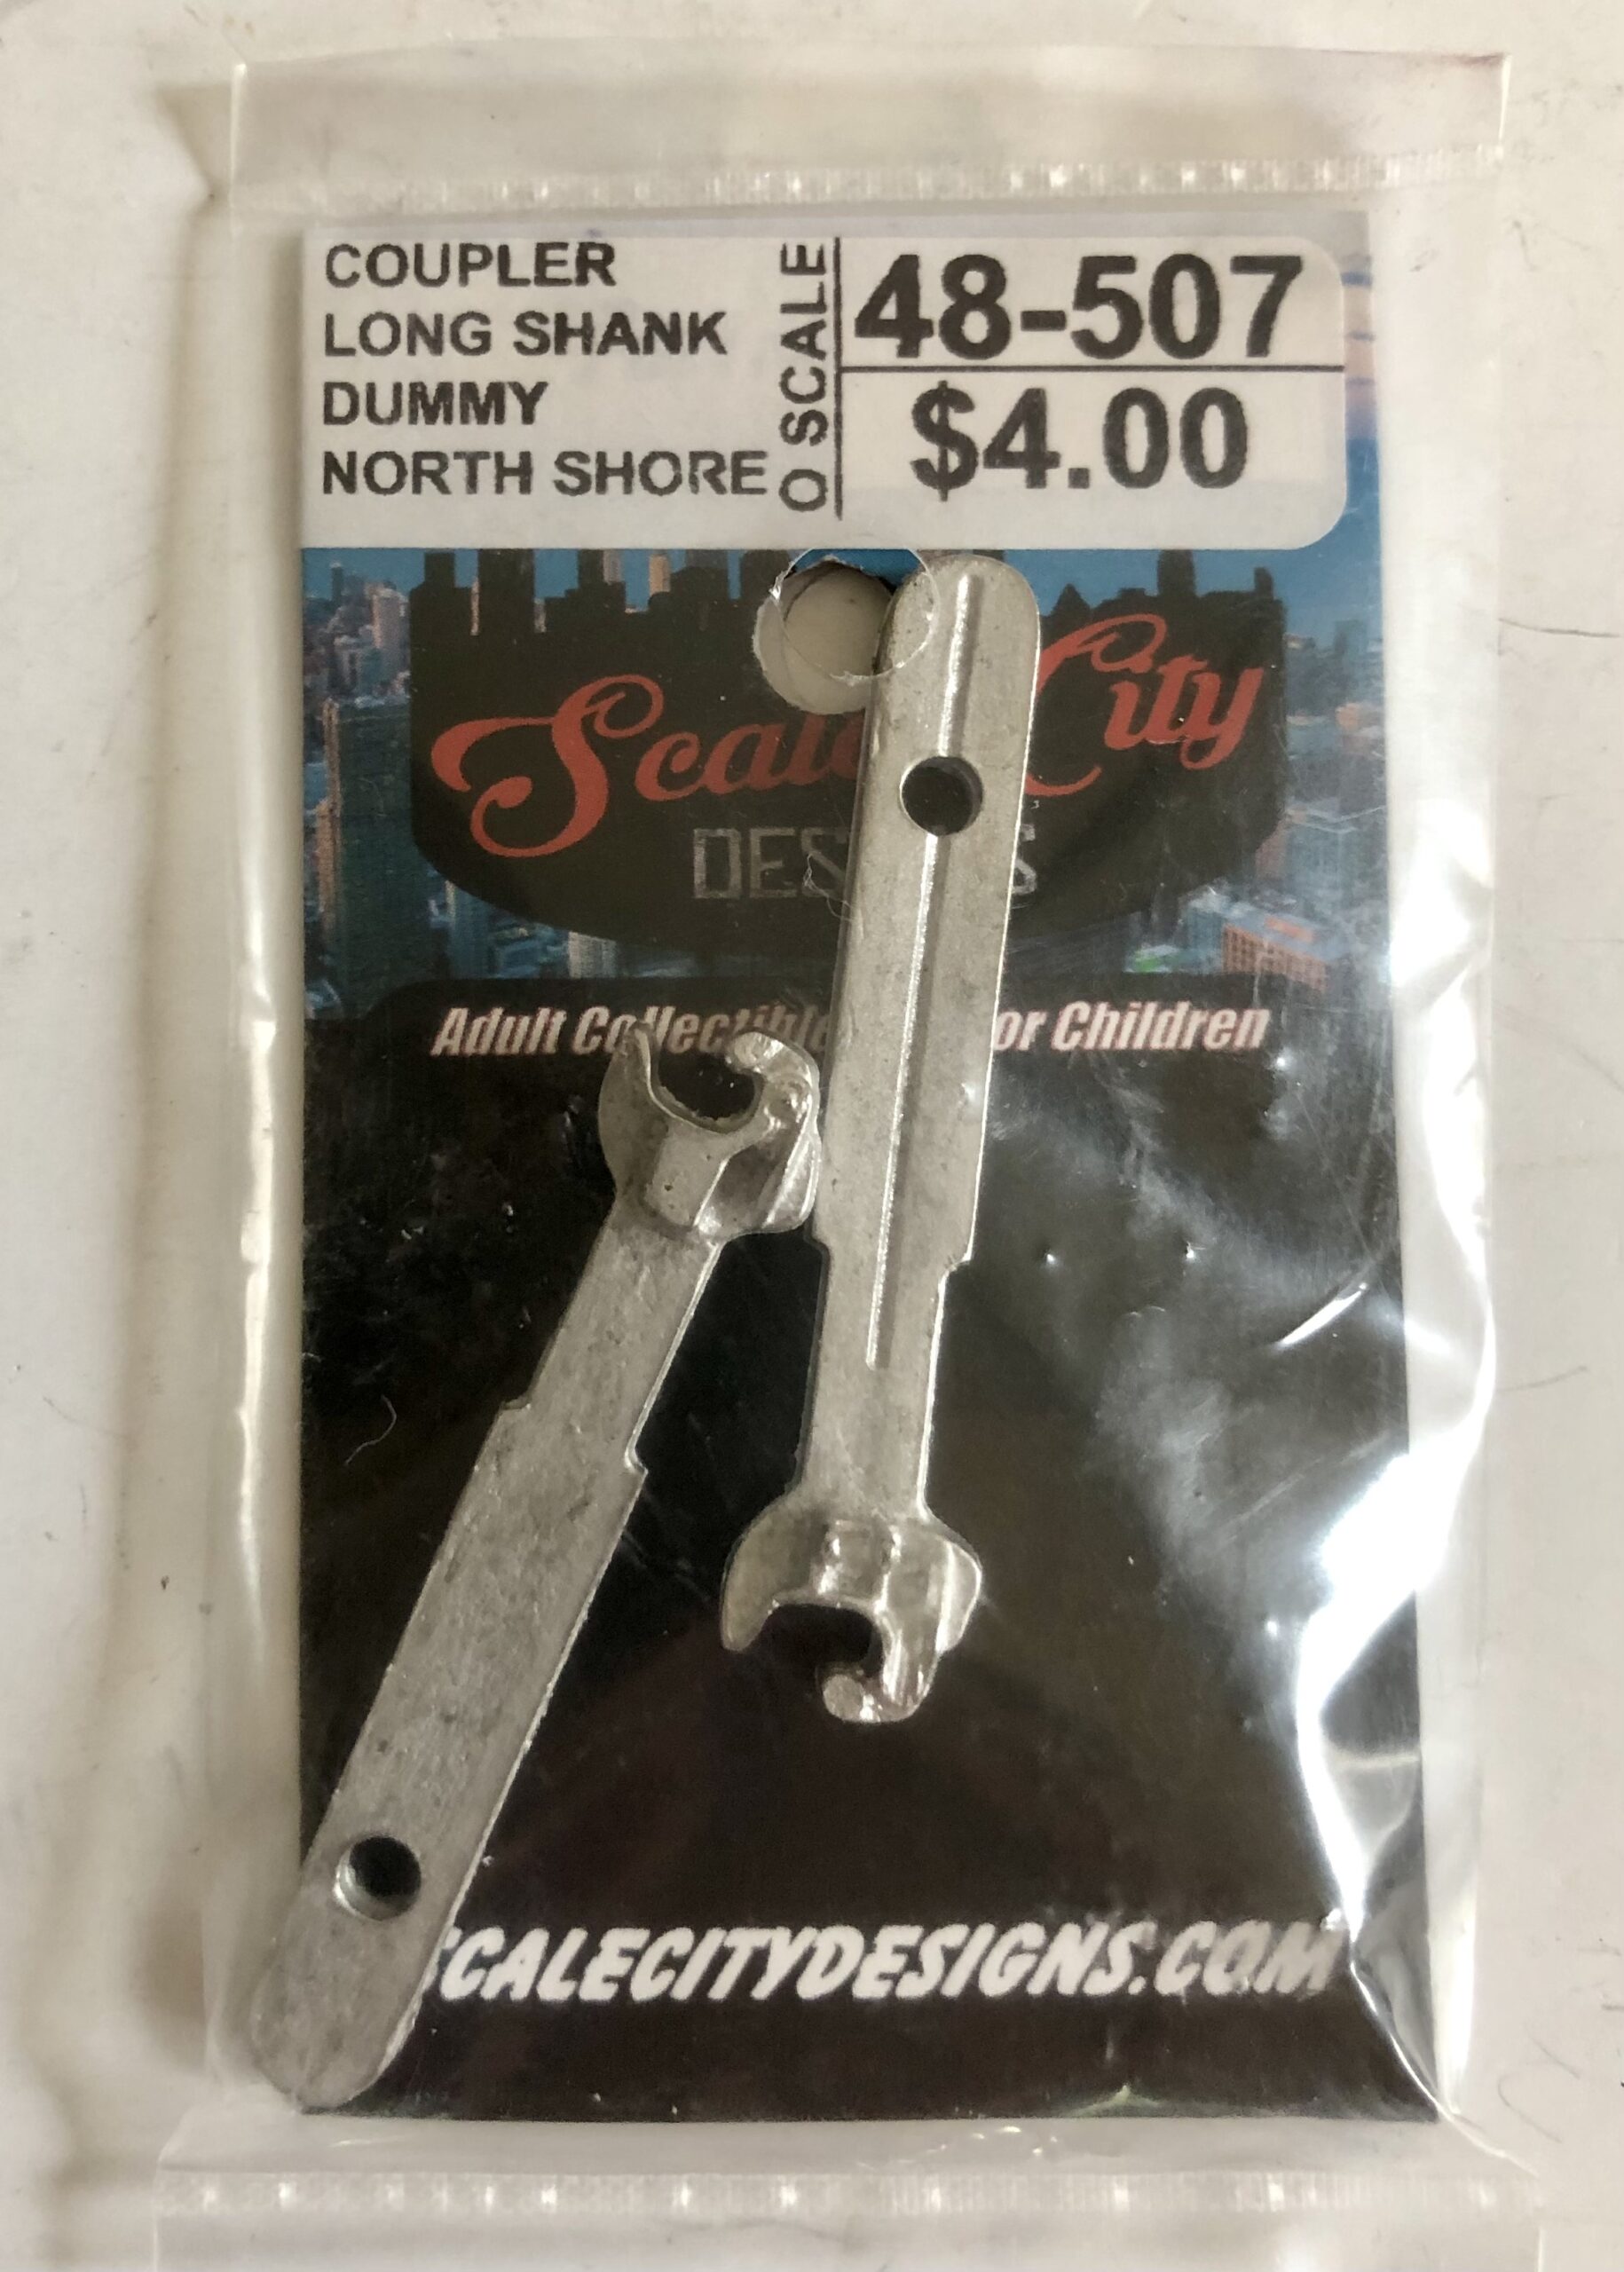 COUPLER
LONG SHANK
DUMMY
NORTH SHORE
O SCALE
48-507
$4.00
Scale City
DES S
Adult Collectible or Children
SCALECITYDESIGNS.COM